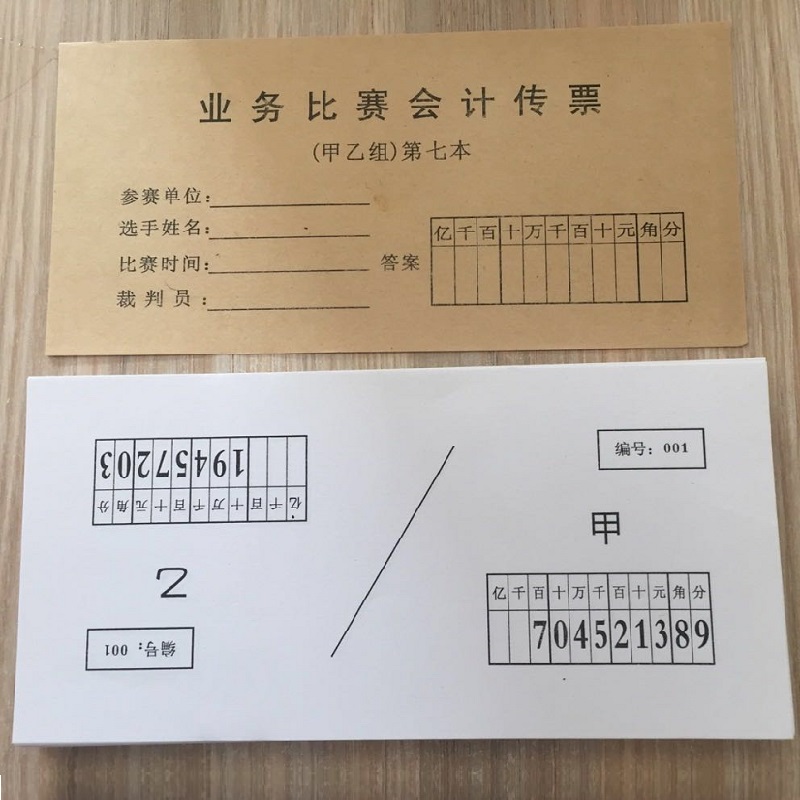 业务比赛会计传票
(甲乙组)第七本
参赛单位:
选手姓名:
比赛时间:
裁判员:
答案
亿千百十万千百十元角分
编号: 001
甲
亿千百十万千百十元角分
704521389
编号: 001
乙
亿千百十万千百十元角分
19457203